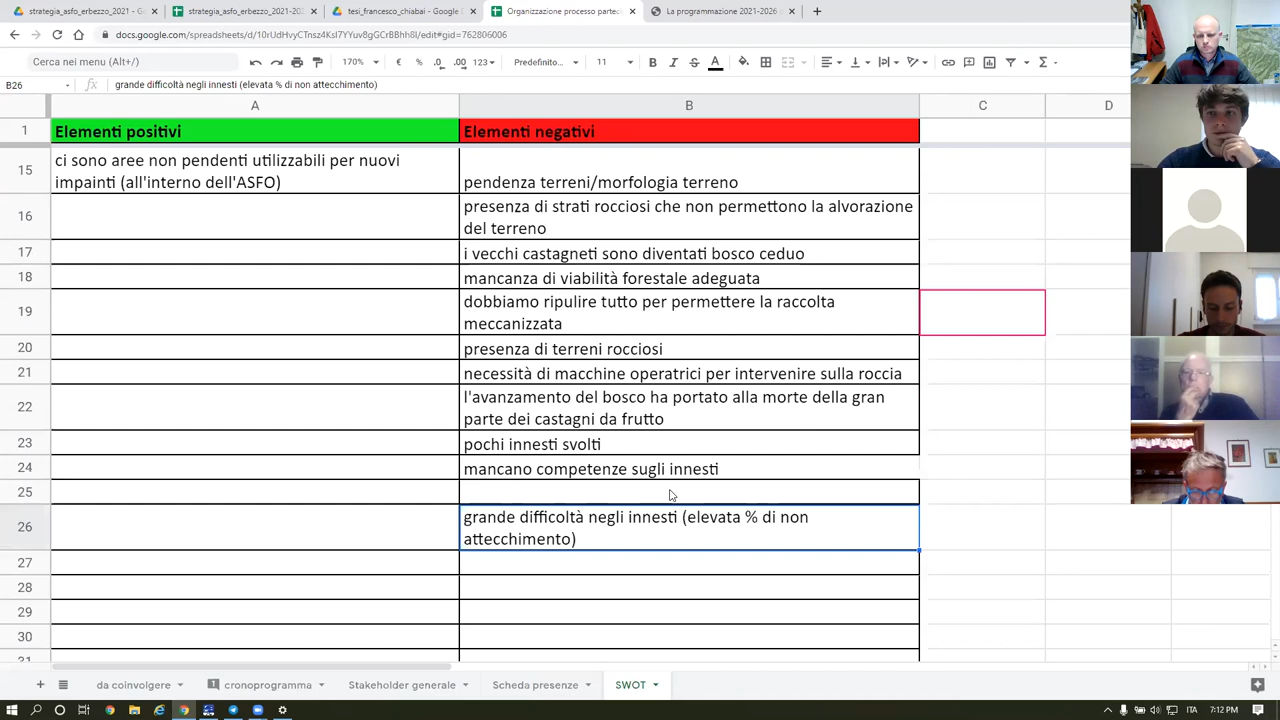 strategia_asfo_erbezzo_2021 - G
strategia_asfo_erbezzo_2021-202
tesi_francesco_chiabai - Google D
Organizzazione processo partec
La programmazione 2021-2026 d
docs.google.com/spreadsheets/d/10rUdHvyCTnsz4KsI7YYuv8gGCrBBhh8I/edit#gid=762806006
Cerca nei menu (Alt+/)
170%
€ % .0 .00 123
Predefinito...
11
B I S A
B26
fx
grande difficoltà negli innesti (elevata % di non attecchimento)
A B C D
1 Elementi positivi Elementi negativi
15 ci sono aree non pendenti utilizzabili per nuovi
impainti (all'interno dell'ASFO) pendenza terreni/morfologia terreno
16 presenza di strati rocciosi che non permettono la alvorazione
del terreno
17 i vecchi castagneti sono diventati bosco ceduo
18 mancanza di viabilità forestale adeguata
19 dobbiamo ripulire tutto per permettere la raccolta
meccanizzata
20 presenza di terreni rocciosi
21 necessità di macchine operatrici per intervenire sulla roccia
22 l'avanzamento del bosco ha portato alla morte della gran
parte dei castagni da frutto
23 pochi innesti svolti
24 mancano competenze sugli innesti
25
26 grande difficoltà negli innesti (elevata % di non
attecchimento)
27
28
29
30
31
da coinvolgere
1 cronoprogramma
Stakeholder generale
Scheda presenze
SWOT
ITA
7:12 PM